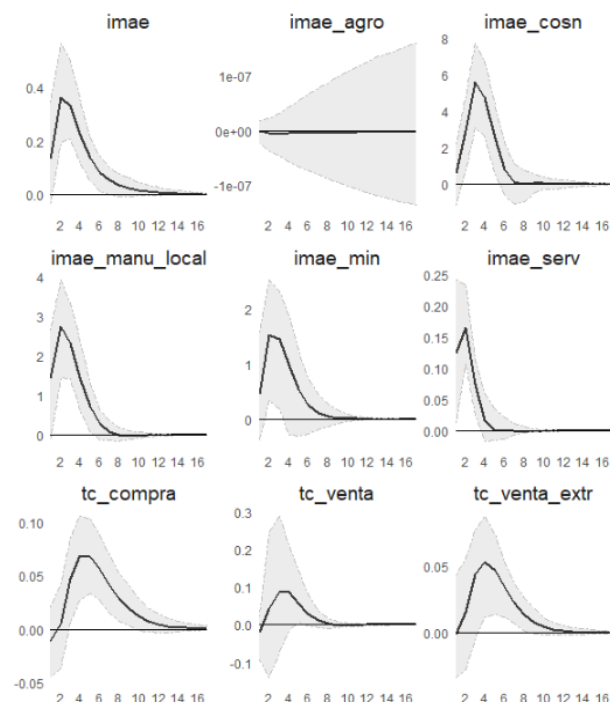 imae
imae_agro
imae_cosn
0.4
0.2
0.0
1e-07
0e+00
-1e-07
8
6
4
2
0
2 4 6 8 10 12 14 16
2 4 6 8 10 12 14 16
2 4 6 8 10 12 14 16
imae_manu_local
imae_min
imae_serv
4
3
2
1
0
2
1
0
0.25
0.20
0.15
0.10
0.05
0.00
2 4 6 8 10 12 14 16
2 4 6 8 10 12 14 16
2 4 6 8 10 12 14 16
tc_compra
tc_venta
tc_venta_extr
0.10
0.05
0.00
-0.05
0.3
0.2
0.1
0.0
-0.1
0.05
0.00
2 4 6 8 10 12 14 16
2 4 6 8 10 12 14 16
2 4 6 8 10 12 14 16